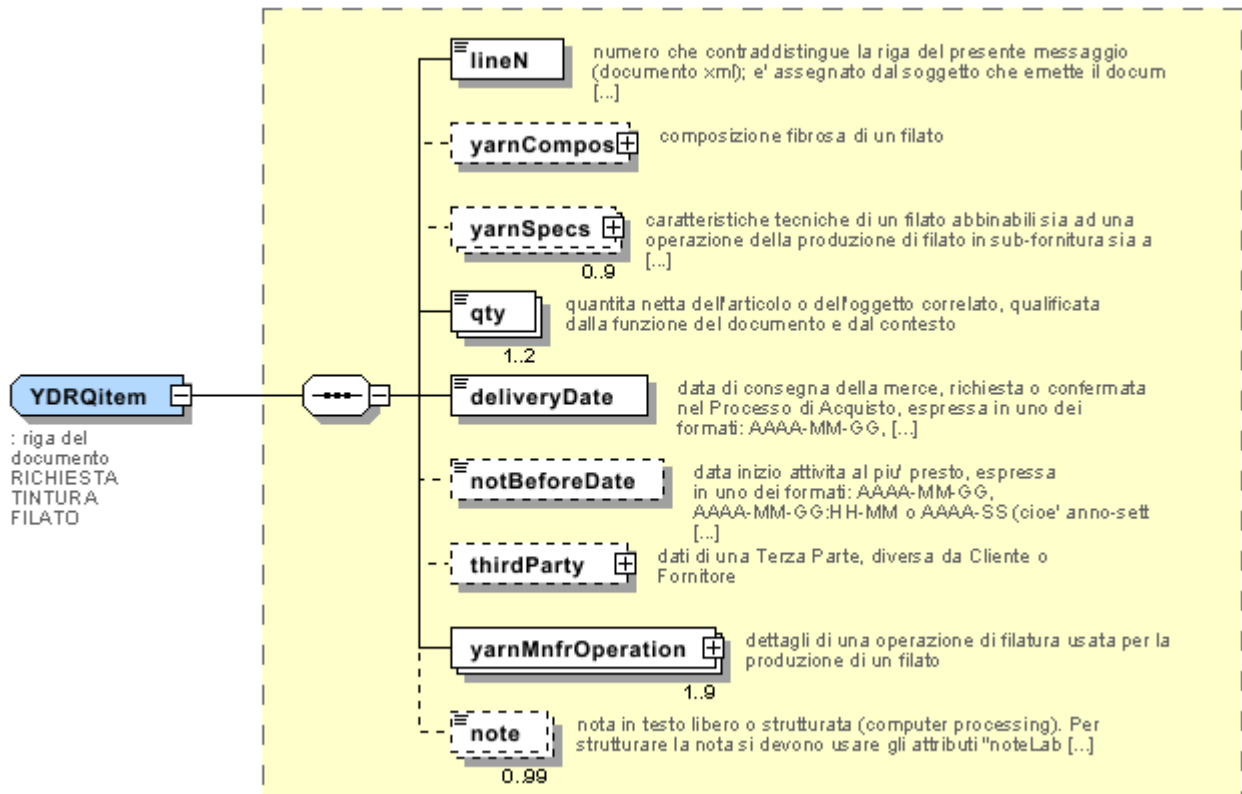 lineN
numero che contraddistingue la riga del presente messaggio
(documento xml); e' assegnato dal soggetto che emette il docum
[...]
yarnCompos
composizione fibrosa di un filato
yarnSpecs
caratteristiche tecniche di un filato abbinabili sia ad una
operazione della produzione di filato in sub-fornitura sia a
[...]
0..9
qty
quantita netta dell'articolo o dell'oggetto correlato, qualificata
dalla funzione del documento e dal contesto
1..2
YDRQitem
: riga del
documento
RICHIESTA
TINTURA
FILATO
deliveryDate
data di consegna della merce, richiesta o confermata
nel Processo di Acquisto, espressa in uno dei
formati: AAAA-MM-GG, [...]
notBeforeDate
data inizio attivita al piu' presto, espressa
in uno dei formati: AAAA-MM-GG,
AAAA-MM-GG:HH-MM o AAAA-SS (cioe' anno-sett
[...]
thirdParty
dati di una Terza Parte, diversa da Cliente o
Fornitore
yarnMnfrOperation
dettagli di una operazione di filatura usata per la
produzione di un filato
1..9
note
nota in testo libero o strutturata (computer processing). Per
strutturare la nota si devono usare gli attributi "noteLab [...]
0..99